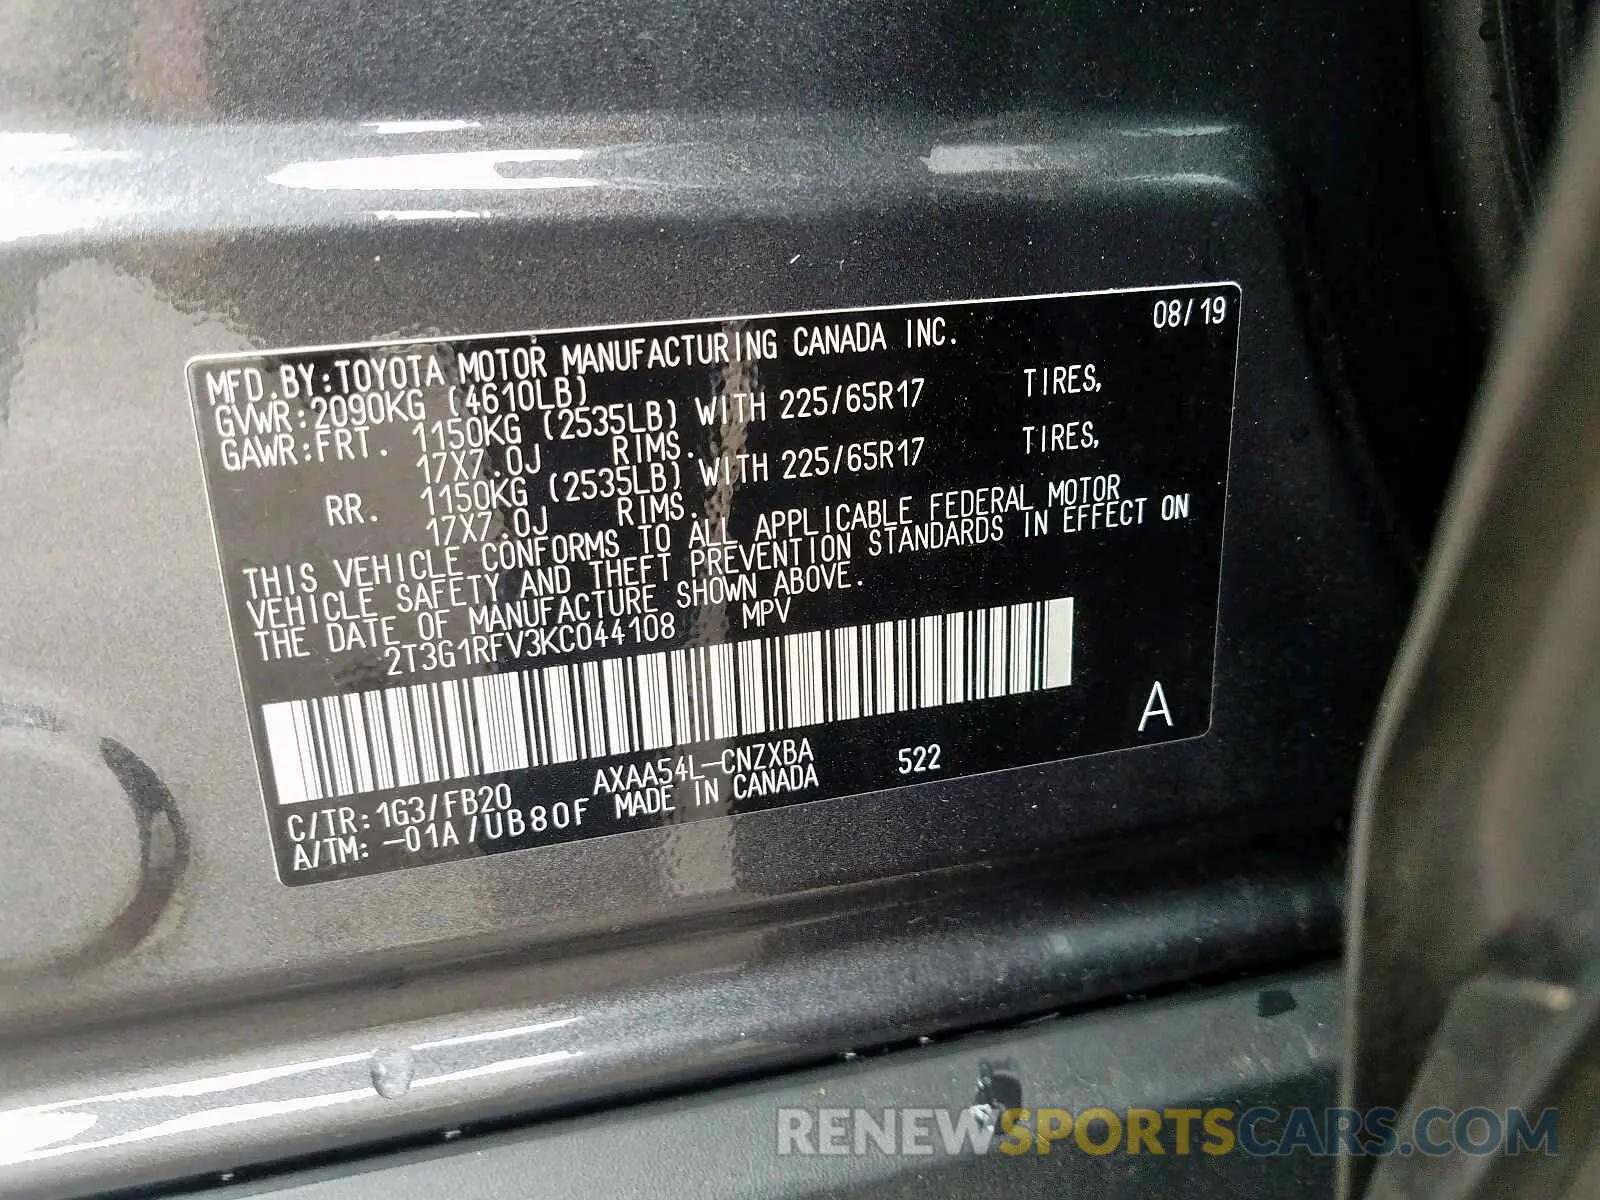 08/19
MFD.BY:TOYOTA MOTOR MANUFACTURING CANADA INC.
GVWR:2090KG (4610LB)
GAWR:FRT. 1150KG (2535LB) WITH 225/65R17 TIRES,
17X7.0J RIMS.
RR. 1150KG (2535LB) WITH 225/65R17 TIRES,
17X7.0J RIMS.
THIS VEHICLE CONFORMS TO ALL APPLICABLE FEDERAL MOTOR
VEHICLE SAFETY AND THEFT PREVENTION STANDARDS IN EFFECT ON
THE DATE OF MANUFACTURE SHOWN ABOVE.
2T3G1RFV3KC044108 MPV
A
C/TR:1G3/FB20 AXAA54L-CNZXBA 522
A/TM: -01A/UB80F MADE IN CANADA
RENEWSPORTSCARS.COM